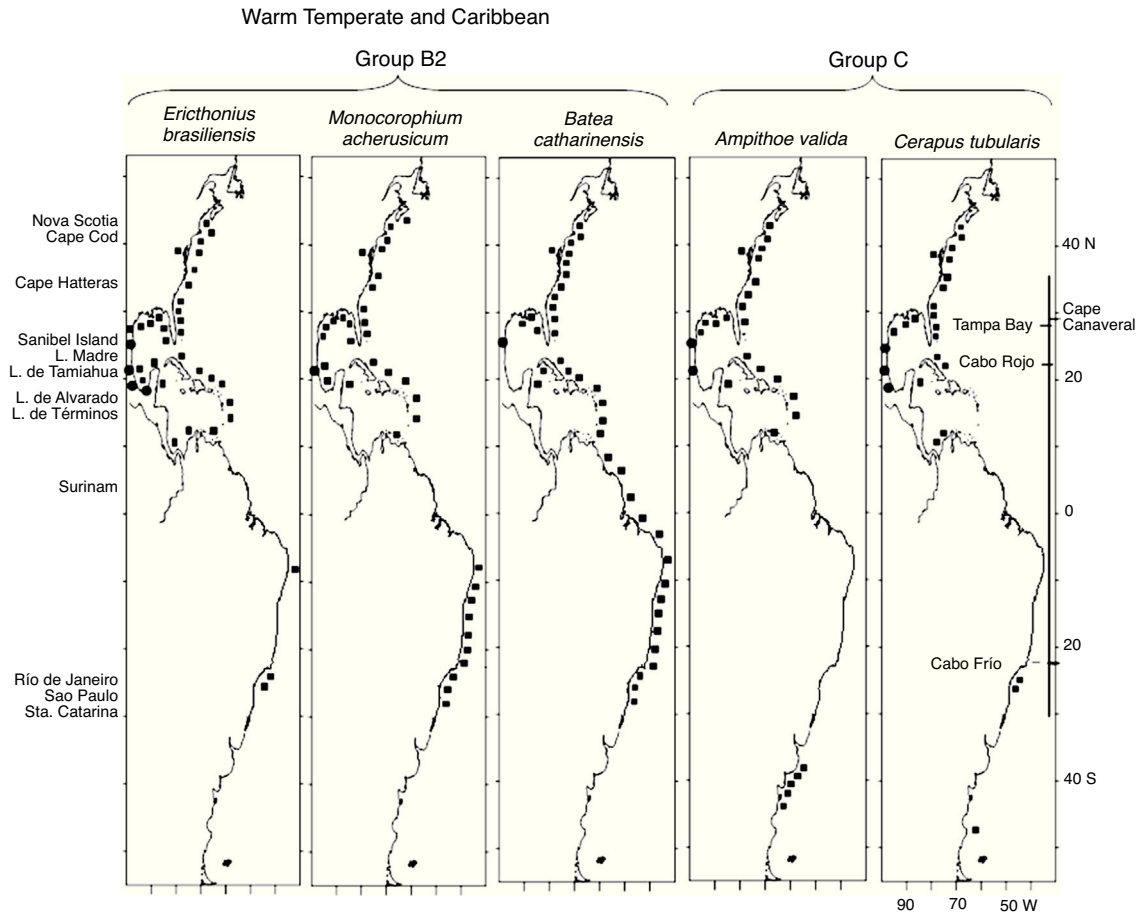 Warm Temperate and Caribbean
Group B2
Group C
Ericthonius
brasiliensis
Monocorophium
acherusicum
Batea
catharinensis
Ampithoe valida
Cerapus tubularis
Nova Scotia
Cape Cod
Cape Hatteras
Sanibel Island
L. Madre
L. de Tamiahua
L. de Alvarado
L. de Términos
Surinam
Río de Janeiro
Sao Paulo
Sta. Catarina
40 N
Cape
Canaveral
Tampa Bay
Cabo Rojo
20
0
20
Cabo Frío
40 S
90 70 50 W